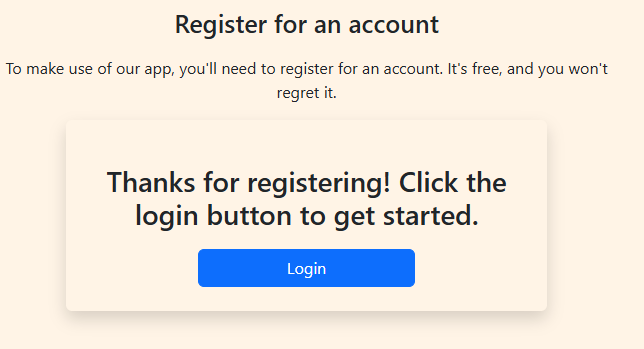 Register for an account
To make use of our app, you'll need to register for an account. It's free, and you won't
regret it.
Thanks for registering! Click the
login button to get started.
Login